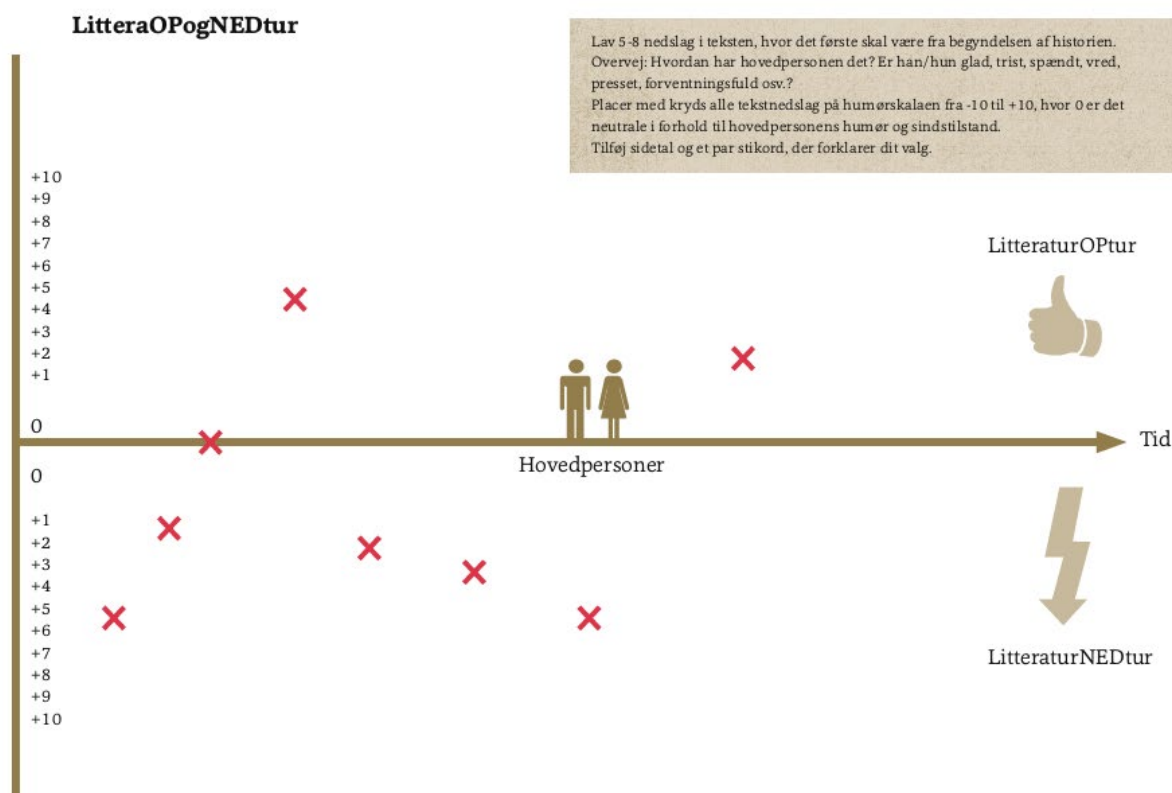 LitteraOPogNEDtur
Lav 5-8 nedslag i teksten, hvor det første skal være fra begyndelsen af historien.
Overvej: Hvordan har hovedpersonen det? Er han/hun glad, trist, spændt, vred,
presset, forventningsfuld osv.?
Placer med kryds alle tekstnedslag på humørskalaen fra -10 til +10, hvor 0 er det
neutrale i forhold til hovedpersonens humør og sindstilstand.
Tilføj sidetal og et par stikord, der forklarer dit valg.
+10
+9
+8
+7
+6
+5
+4
+3
+2
+1
0
LitteraturOPtur
Tid
Hovedpersoner
0
+1
+2
+3
+4
+5
+6
+7
+8
+9
+10
LitteraturNEDtur